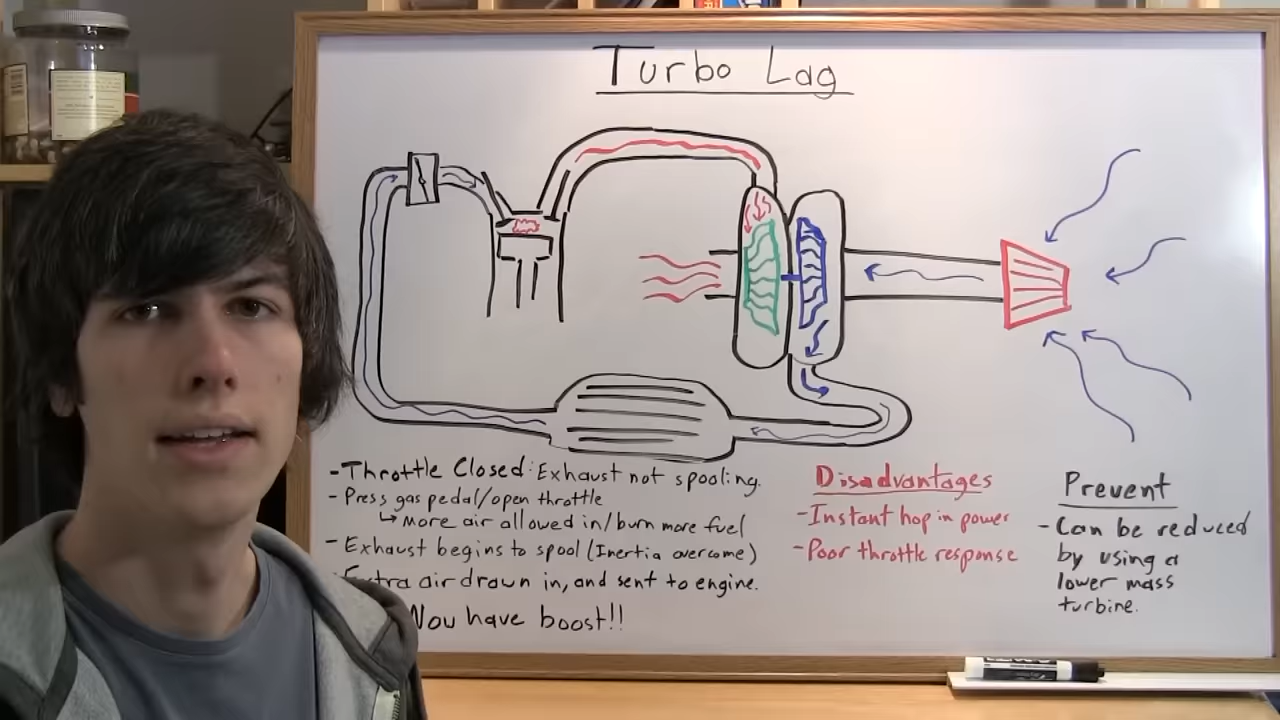 Turbo Lag
-Throttle Closed: Exhaust not spooling.
- Press gas pedal/open throttle
↳ More air allowed in/burn more fuel
- Exhaust begins to spool (Inertia overcome)
Extra air drawn in, and sent to engine.
Now have boost!!
Disadvantages
-Instant hop in power
-Poor throttle response
Prevent
-Can be reduced
by using a
lower mass
turbine.